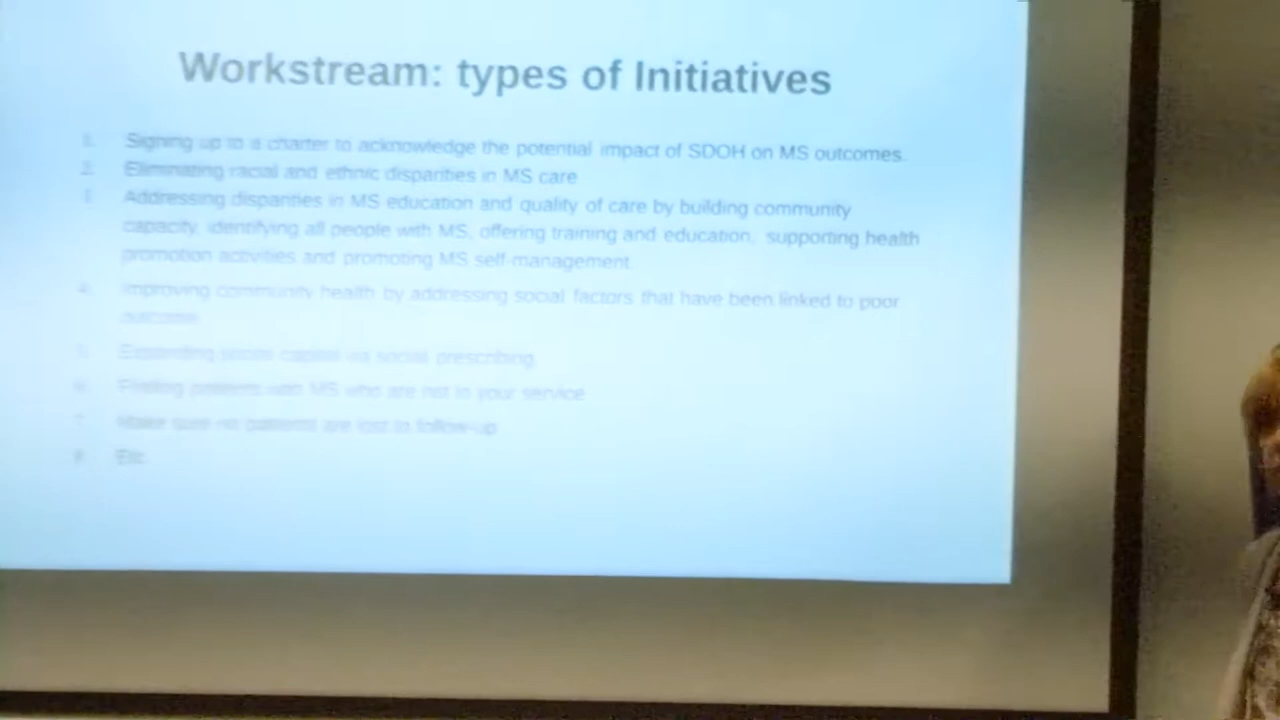 Workstream: types of Initiatives
1. Signing up to a charter to acknowledge the potential impact of SDOH on MS outcomes.
2. Eliminating racial and ethnic disparities in MS care
3. Addressing disparities in MS education and quality of care by building community
capacity, identifying all people with MS, offering training and education, supporting health
promotion activities and promoting MS self-management.
4. Improving community health by addressing social factors that have been linked to poor
outcome
5. Expanding social capital via social prescribing
6. Finding patients with MS who are not in your service
7. Make sure no patients are lost to follow-up
8. Etc